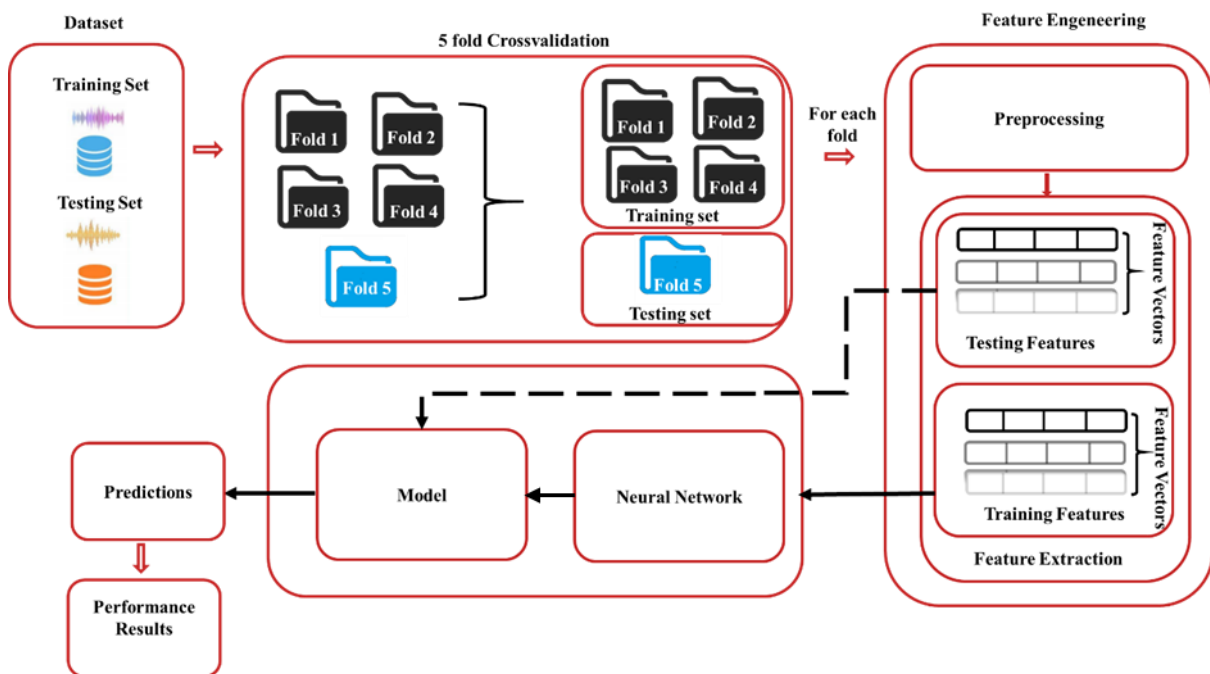 Dataset
Training Set
Testing Set
5 fold Crossvalidation
Fold 1
Fold 2
Fold 3
Fold 4
Fold 5
Fold 1
Fold 2
Fold 3
Fold 4
Training set
Fold 5
Testing set
For each
fold
Feature Engeneering
Preprocessing
Feature Vectors
Testing Features
Feature Vectors
Training Features
Feature Extraction
Neural Network
Model
Predictions
Performance
Results